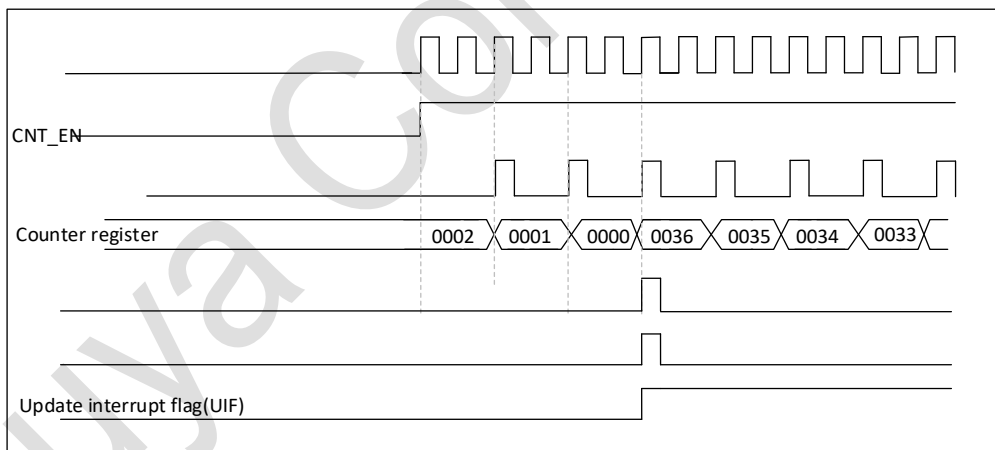 CNT_EN
Counter register 0002 0001 0000 0036 0035 0034 0033
Update interrupt flag(UIF)